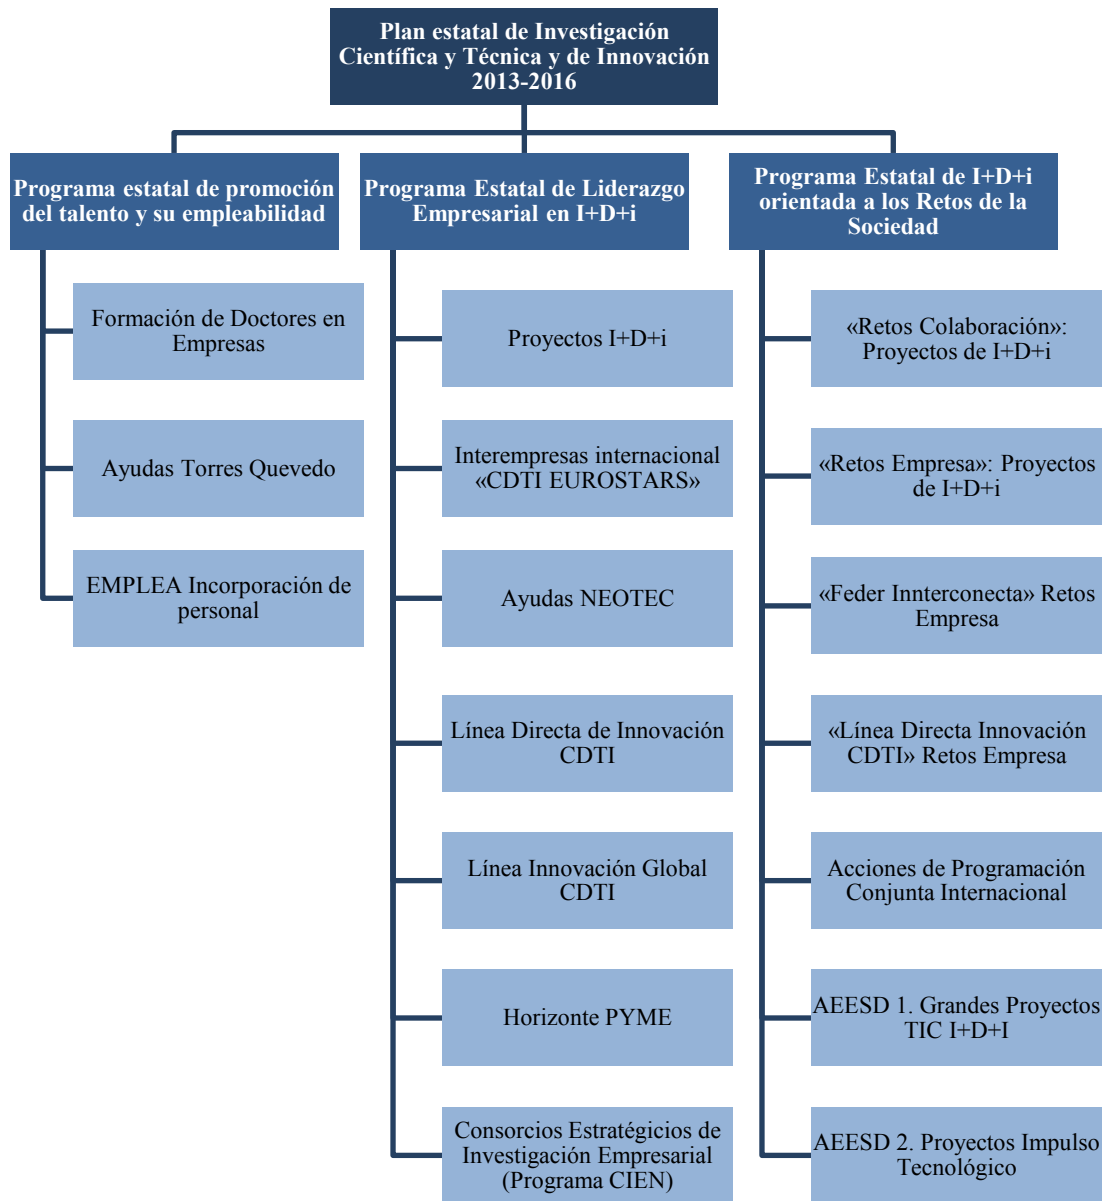 Plan estatal de Investigación
Científica y Técnica y de Innovación
2013-2016
Programa estatal de promoción
del talento y su empleabilidad
Formación de Doctores en
Empresas
Ayudas Torres Quevedo
EMPLEA Incorporación de
personal
Programa Estatal de Liderazgo
Empresarial en I+D+i
Proyectos I+D+i
Interempresas internacional
«CDTI EUROSTARS»
Ayudas NEOTEC
Línea Directa de Innovación
CDTI
Línea Innovación Global
CDTI
Horizonte PYME
Consorcios Estratégicios de
Investigación Empresarial
(Programa CIEN)
Programa Estatal de I+D+i
orientada a los Retos de la
Sociedad
«Retos Colaboración»:
Proyectos de I+D+i
«Retos Empresa»: Proyectos
de I+D+i
«Feder Innterconecta» Retos
Empresa
«Línea Directa Innovación
CDTI» Retos Empresa
Acciones de Programación
Conjunta Internacional
AEESD 1. Grandes Proyectos
TIC I+D+I
AEESD 2. Proyectos Impulso
Tecnológico